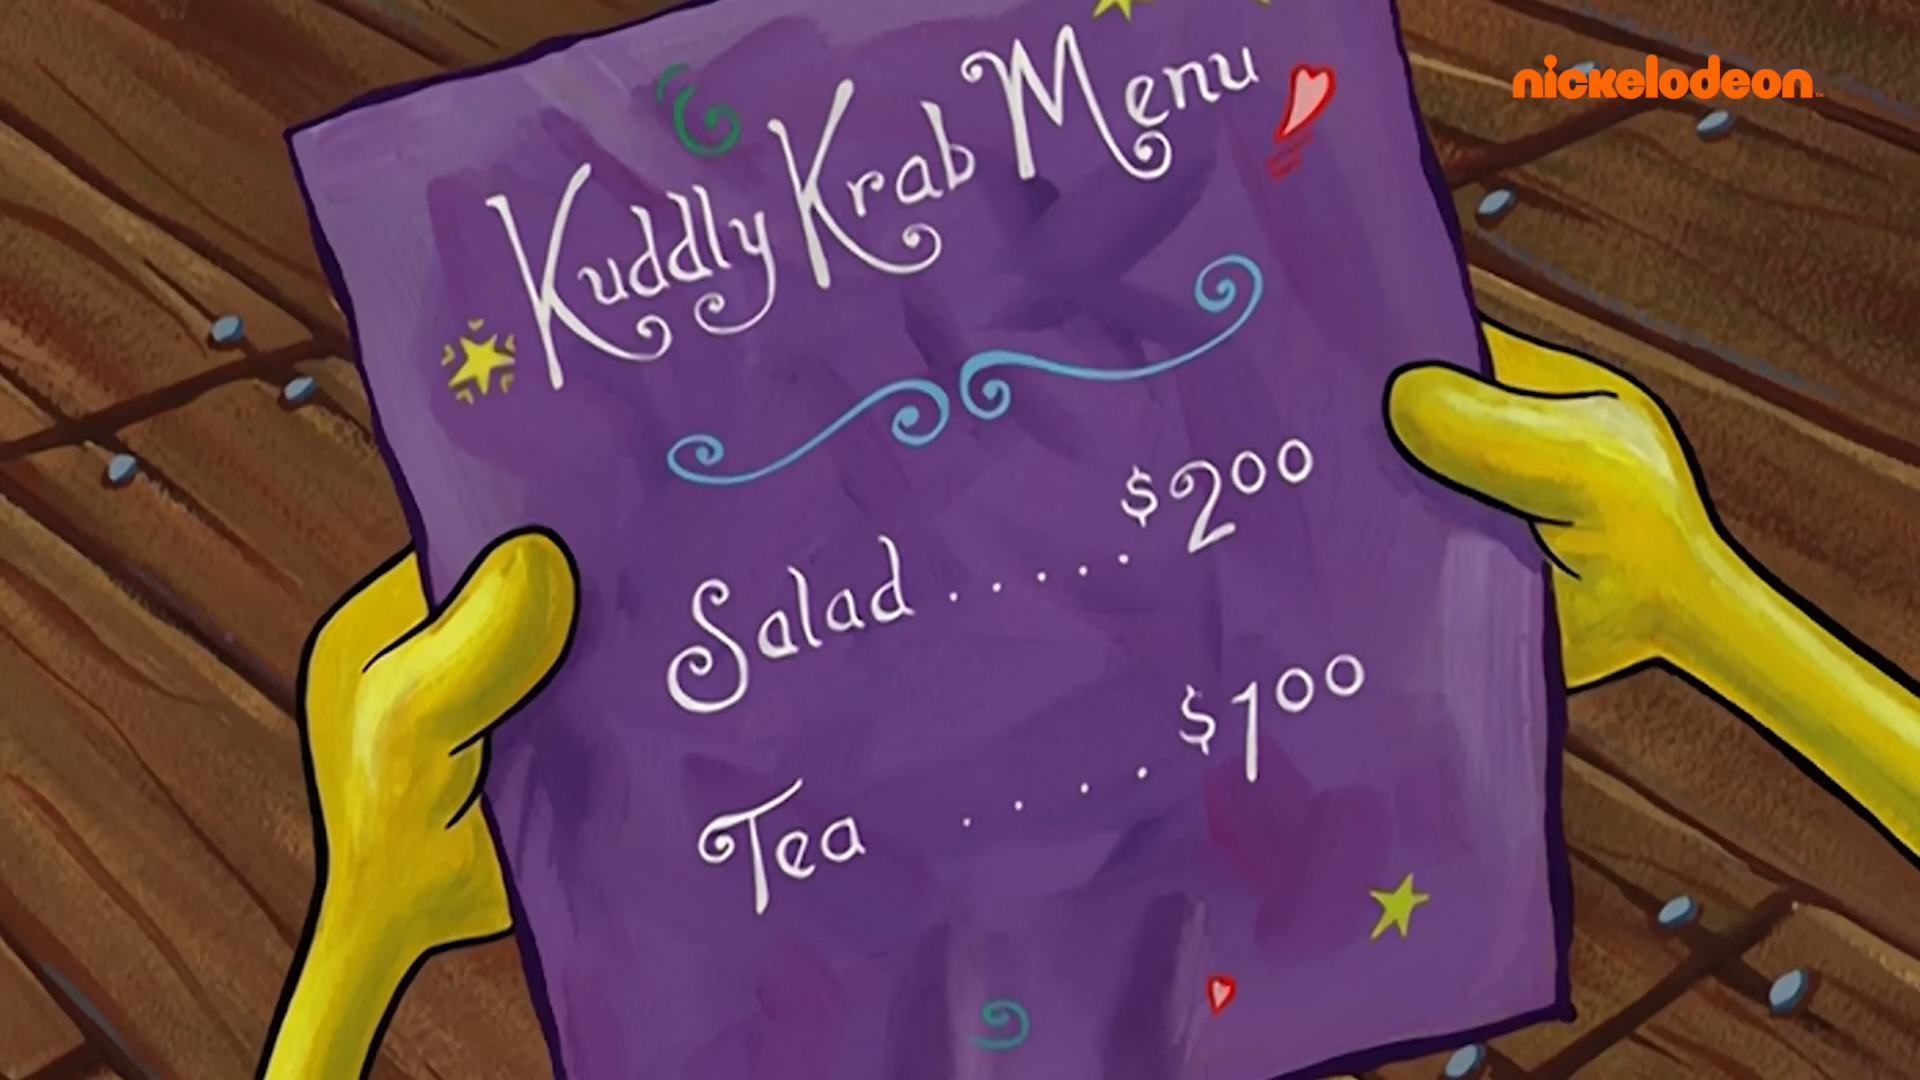 nickelodeon
Kuddly Krab Menu
Salad ..... $200
Tea .... $100